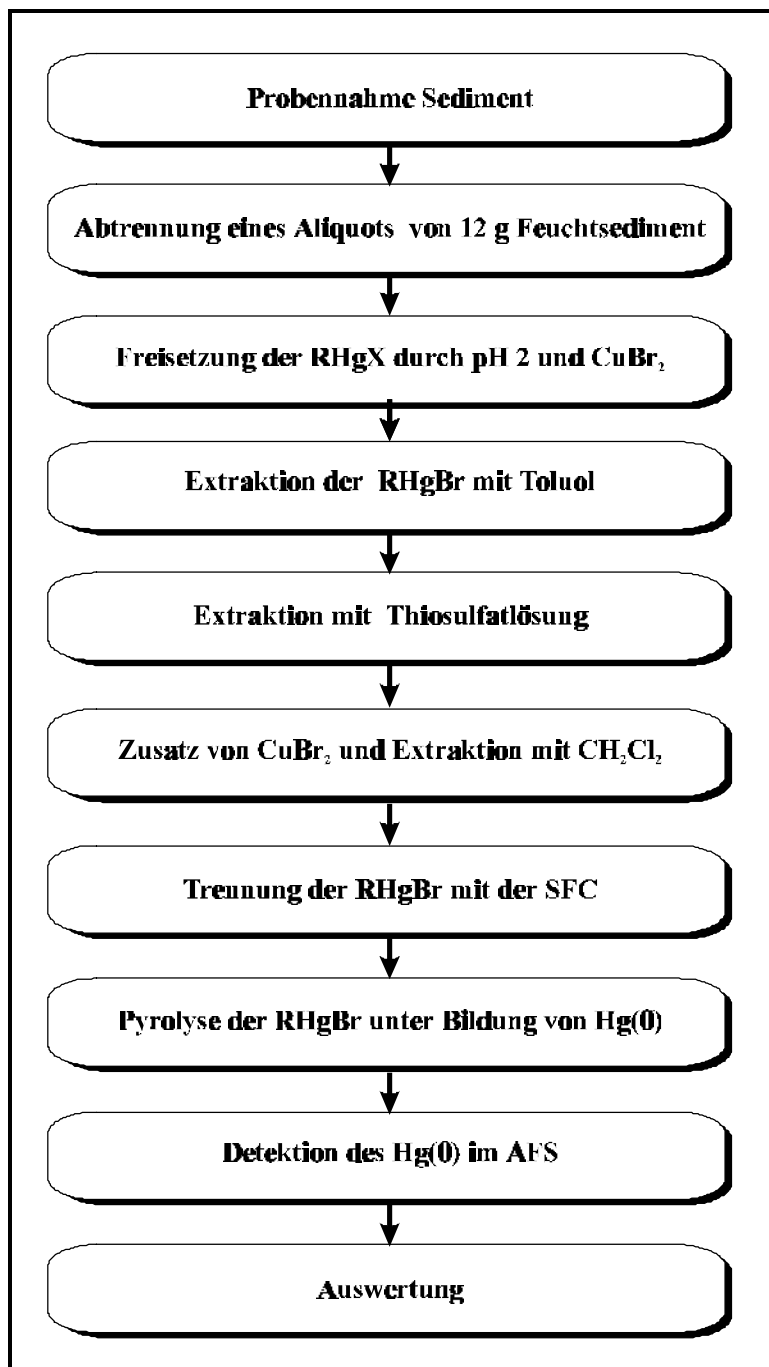 Probennahme Sediment
Abtrennung eines Aliquots von 12 g Feuchtsediment
Freisetzung der RHgX durch pH 2 und CuBr₂
Extraktion der RHgBr mit Toluol
Extraktion mit Thiosulfatlösung
Zusatz von CuBr₂ und Extraktion mit CH₂Cl₂
Trennung der RHgBr mit der SFC
Pyrolyse der RHgBr unter Bildung von Hg(0)
Detektion des Hg(0) im AFS
Auswertung